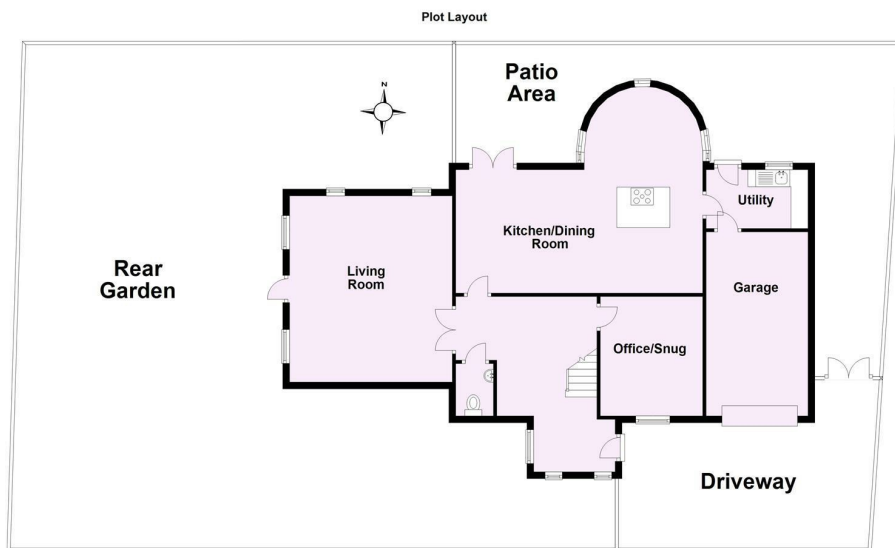 Plot Layout
Patio
Area
N
Kitchen/Dining
Room
Utility
Rear
Garden
Living
Room
Garage
Office/Snug
Driveway